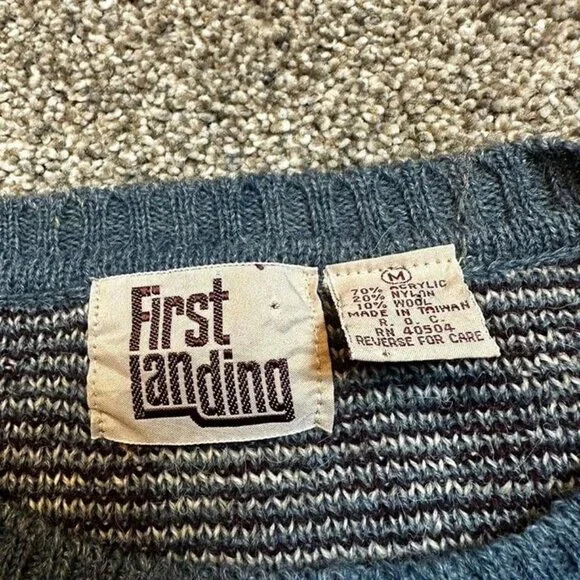 First
Landing
M
70% ACRYLIC
20% NYLON
10% WOOL
MADE IN TAIWAN
R. O. C.
RN 40504
REVERSE FOR CARE